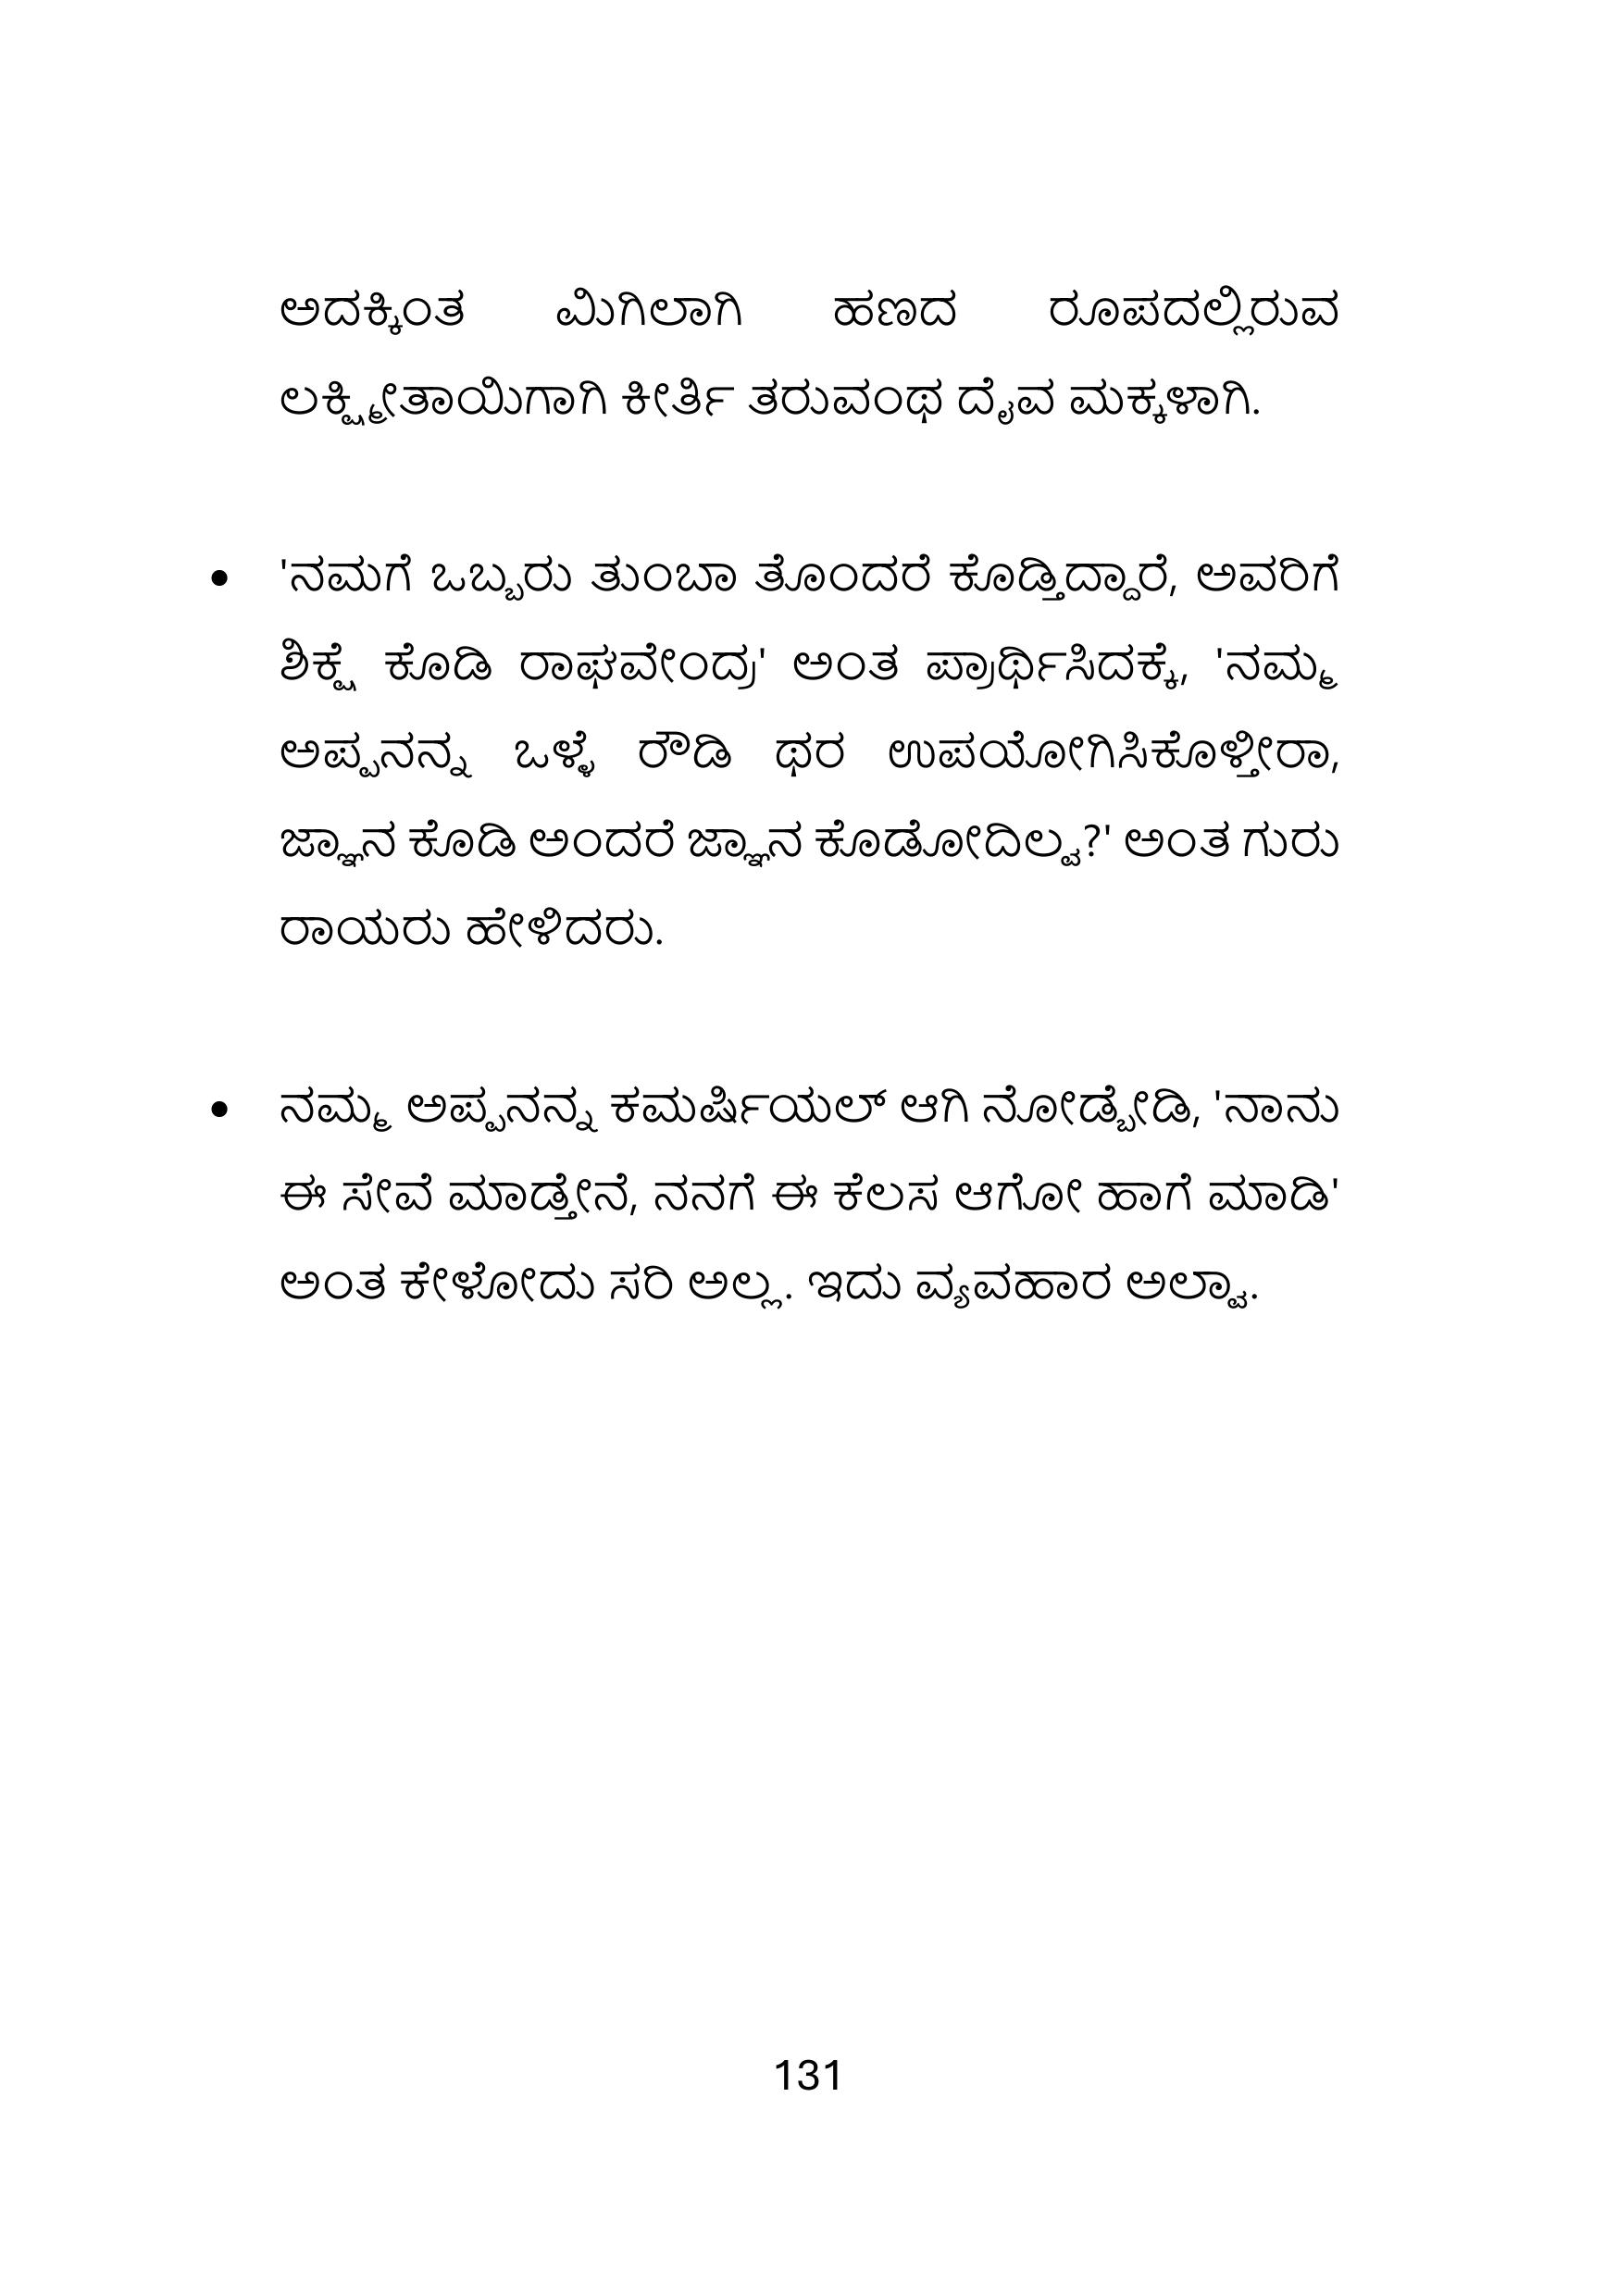 ಅದಕ್ಕಿಂತ ಮಿಗಿಲಾಗಿ ಹಣದ ರೂಪದಲ್ಲಿರುವ
ಲಕ್ಷ್ಮೀತಾಯಿಗಾಗಿ ಕೀರ್ತಿ ತರುವಂಥ ದೈವ ಮಕ್ಕಳಾಗಿ.
• 'ನಮಗೆ ಒಬ್ಬರು ತುಂಬಾ ತೊಂದರೆ ಕೊಡ್ತಿದ್ದಾರೆ, ಅವರಿಗೆ
ಶಿಕ್ಷೆ ಕೊಡಿ ರಾಘವೇಂದ್ರ' ಅಂತ ಪ್ರಾರ್ಥಿಸಿದಕ್ಕೆ, 'ನಮ್ಮ
ಅಪ್ಪನನ್ನ ಒಳ್ಳೆ ರೌಡಿ ಥರ ಉಪಯೋಗಿಸಿಕೊಳ್ತೀರಾ,
ಜ್ಞಾನ ಕೊಡಿ ಅಂದರೆ ಜ್ಞಾನ ಕೊಡೋದಿಲ್ವ?' ಅಂತ ಗುರು
ರಾಯರು ಹೇಳಿದರು.
• ನಮ್ಮ ಅಪ್ಪನನ್ನ ಕಮರ್ಷಿಯಲ್ ಆಗಿ ನೋಡ್ಬೇಡಿ, 'ನಾನು
ಈ ಸೇವೆ ಮಾಡ್ತೇನೆ, ನನಗೆ ಈ ಕೆಲಸ ಆಗೋ ಹಾಗೆ ಮಾಡಿ'
ಅಂತ ಕೇಳೋದು ಸರಿ ಅಲ್ಲ. ಇದು ವ್ಯವಹಾರ ಅಲ್ವಾ.
131